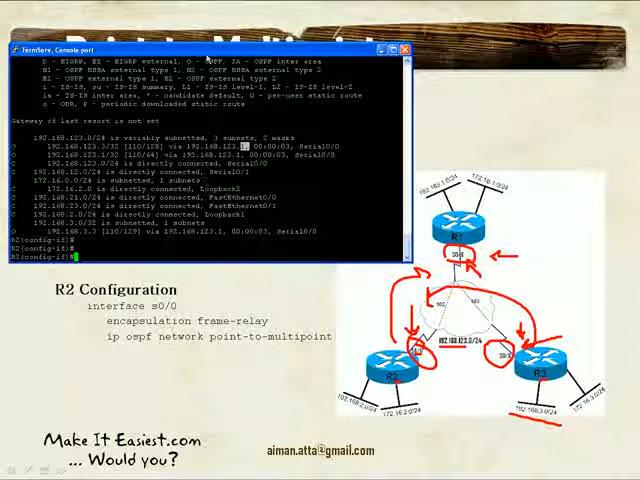 TermServ, Console port
D - EIGRP, EX - EIGRP external, O - OSPF, IA - OSPF inter area
N1 - OSPF NSSA external type 1, N2 - OSPF NSSA external type 2
E1 - OSPF external type 1, E2 - OSPF external type 2
i - IS-IS, su - IS-IS summary, L1 - IS-IS level-1, L2 - IS-IS level-2
ia - IS-IS inter area, * - candidate default, U - per-user static route
o - ODR, P - periodic downloaded static route
Gateway of last resort is not set
192.168.123.0/24 is variably subnetted, 3 subnets, 2 masks
O 192.168.123.3/32 [110/128] via 192.168.123.1, 00:00:03, Serial0/0
O 192.168.123.1/32 [110/64] via 192.168.123.1, 00:00:03, Serial0/0
C 192.168.123.0/24 is directly connected, Serial0/0
C 192.168.12.0/24 is directly connected, Serial0/1
172.16.0.0/24 is subnetted, 1 subnets
C 172.16.2.0 is directly connected, Loopback2
C 192.168.21.0/24 is directly connected, FastEthernet0/0
C 192.168.23.0/24 is directly connected, FastEthernet0/1
C 192.168.2.0/24 is directly connected, Loopback1
192.168.3.0/32 is subnetted, 1 subnets
O 192.168.3.3 [110/129] via 192.168.123.1, 00:00:03, Serial0/0
R2(config-if)#
R2(config-if)#
R2(config-if)#
192.168.1.0/24
172.16.1.0/24
R1
S0/0
102
103
192.168.123.0/24
S0/0
R2
R3
192.168.2.0/24
172.16.2.0/24
192.168.3.0/24
172.16.3.0/24
R2 Configuration
interface s0/0
encapsulation frame-relay
ip ospf network point-to-multipoint
Make It Easiest.com
... Would you?
aiman.atta@gmail.com